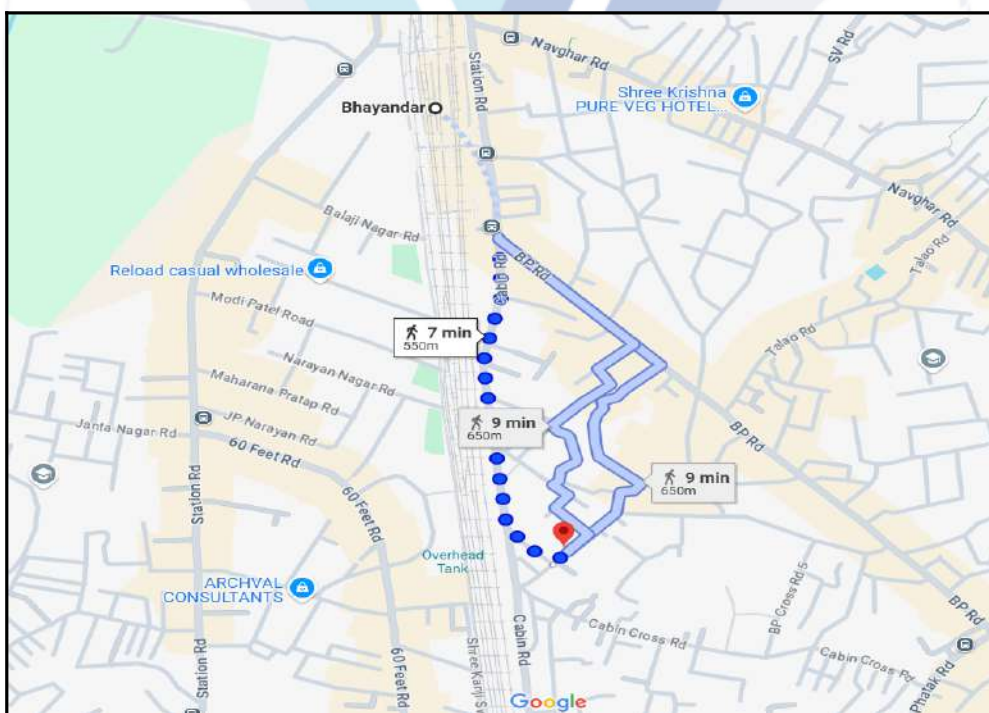 Station Rd
Navghar Rd
SV Rd
Bhayandar
Shree Krishna
PURE VEG HOTEL...
Navghar Rd
Balaji Nagar Rd
BP Rd
Talao Rd
Cabin Rd
Reload casual wholesale
Modi Patel Road
7 min
550m
Talao Rd
Narayan Nagar Rd
Maharana Pratap Rd
JP Narayan Rd
Janta Nagar Rd
60 Feet Rd
9 min
650m
BP Rd
9 min
650m
Station Rd
60 Feet Rd
Overhead
Tank
ARCHVAL
CONSULTANTS
BP Cross Rd 5
BP Rd
Cabin Cross Rd
Cabin Rd
Cabin Cross Rd
Shree Kanji S
60 Feet Rd
Station Rd
Phatak Rd
Google